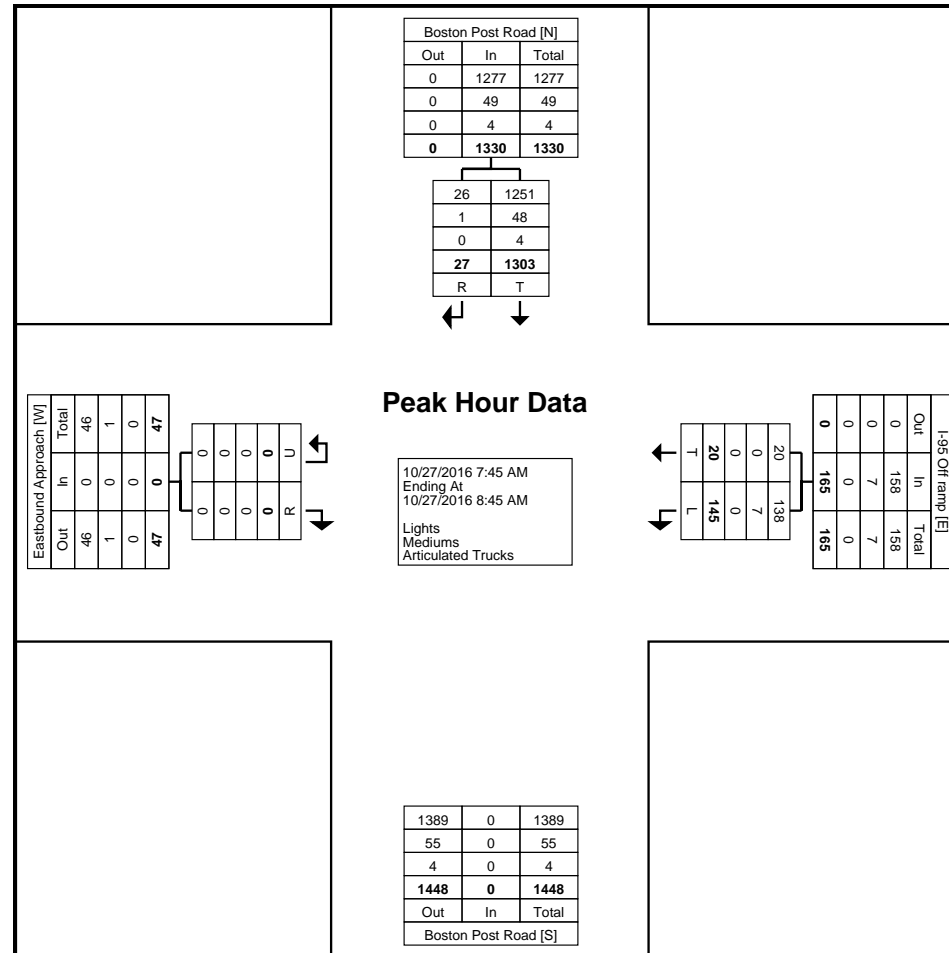 Boston Post Road [N]
Out In Total
0 1277 1277
0 49 49
0 4 4
0 1330 1330
26 1251
1 48
0 4
27 1303
R T
Peak Hour Data
10/27/2016 7:45 AM
Ending At
10/27/2016 8:45 AM
Lights
Mediums
Articulated Trucks
Eastbound Approach [W]
Out In Total
46 0 46
1 0 1
0 0 0
47 0 47
0 0
0 0
0 0
0 0
R U
I-95 Off ramp [E]
Out In Total
0 158 158
0 7 7
0 0 0
0 165 165
20 138
0 7
0 0
20 145
T L
1389 0 1389
55 0 55
4 0 4
1448 0 1448
Out In Total
Boston Post Road [S]